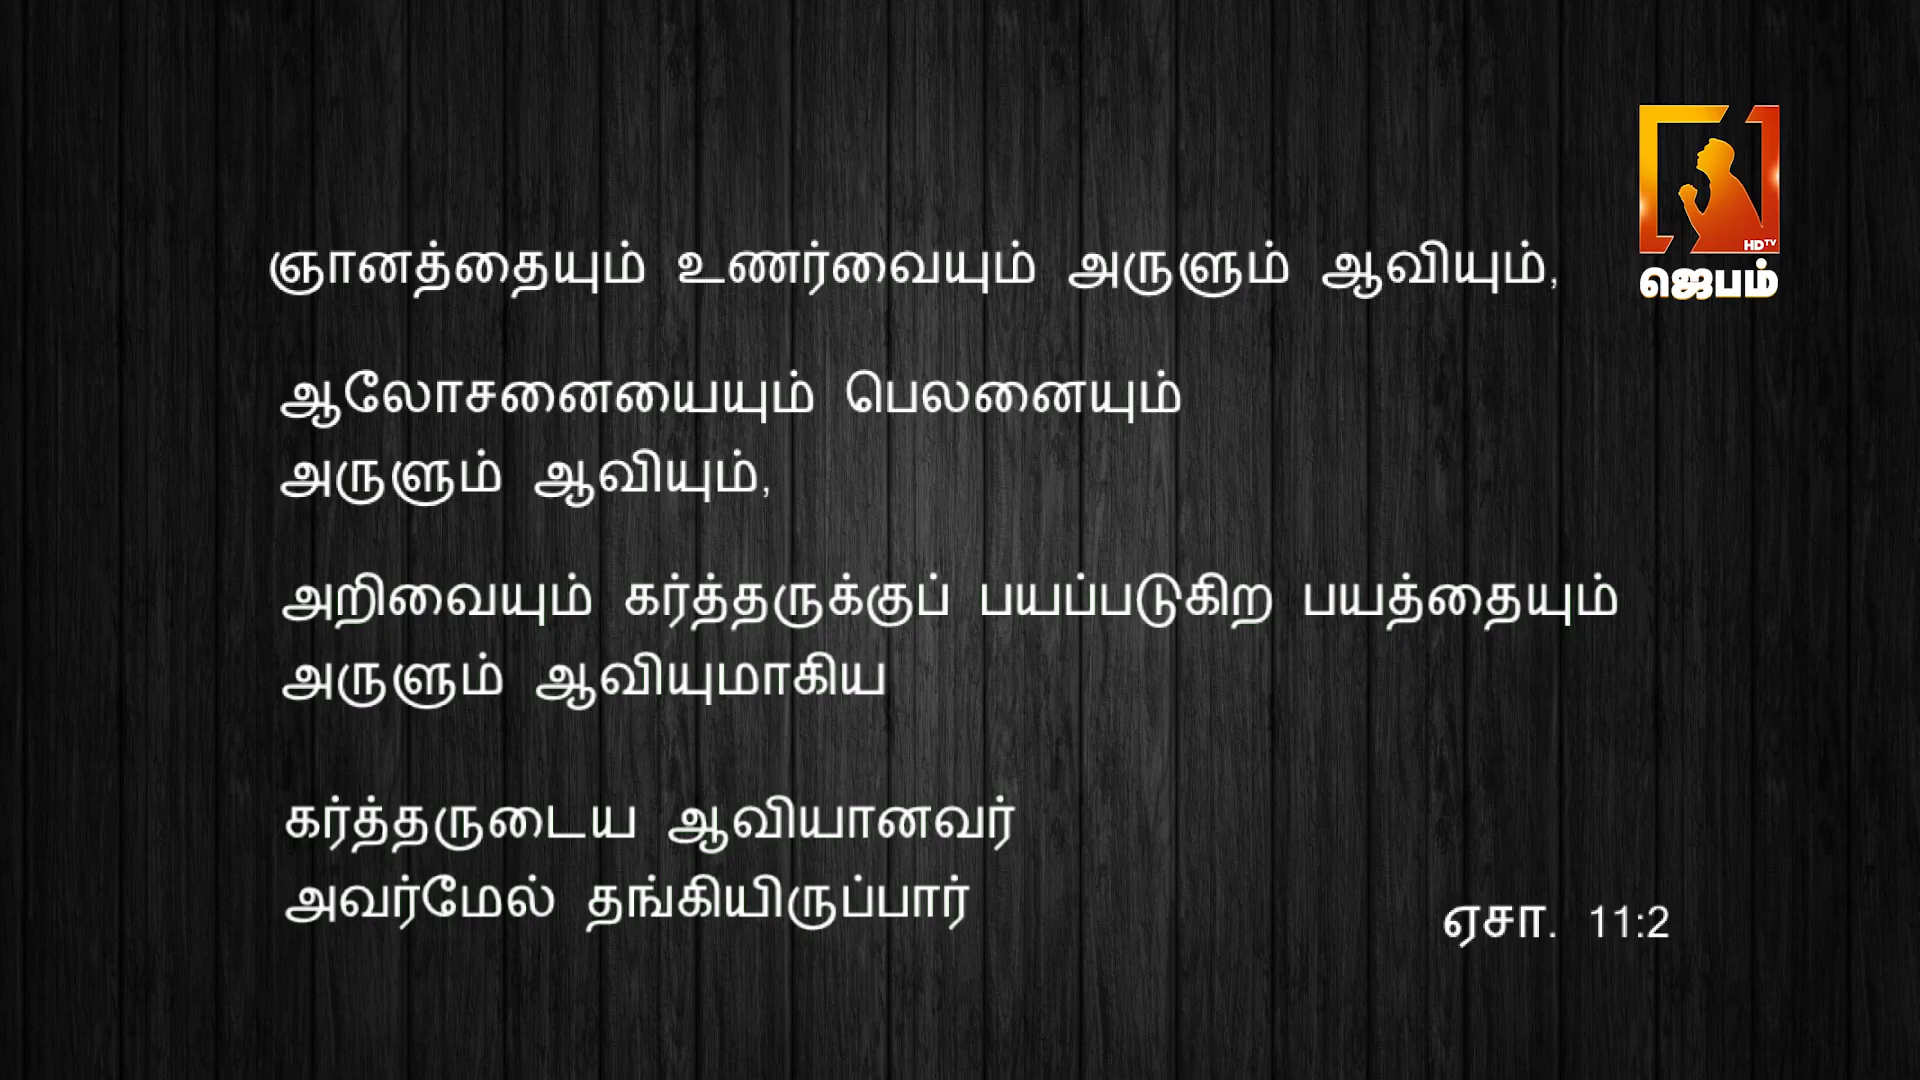 ஞானத்தையும் உணர்வையும் அருளும் ஆவியும்,
HDTV
ஜெபம்
ஆலோசனையையும் பெலனையும்
அருளும் ஆவியும்,
அறிவையும் கர்த்தருக்குப் பயப்படுகிற பயத்தையும்
அருளும் ஆவியுமாகிய
கர்த்தருடைய ஆவியானவர்
அவர்மேல் தங்கியிருப்பார்
ஏசா. 11:2